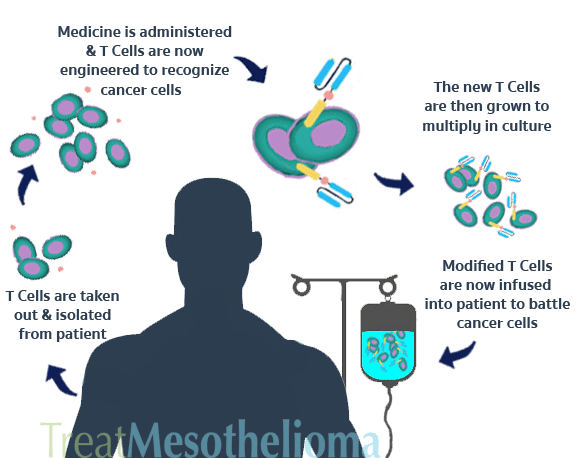 Medicine is administered
& T Cells are now
engineered to recognize
cancer cells
The new T Cells
are then grown to
multiply in culture
Modified T Cells
are now infused
into patient to battle
cancer cells
T Cells are taken
out & isolated
from patient
TreatMesothelioma